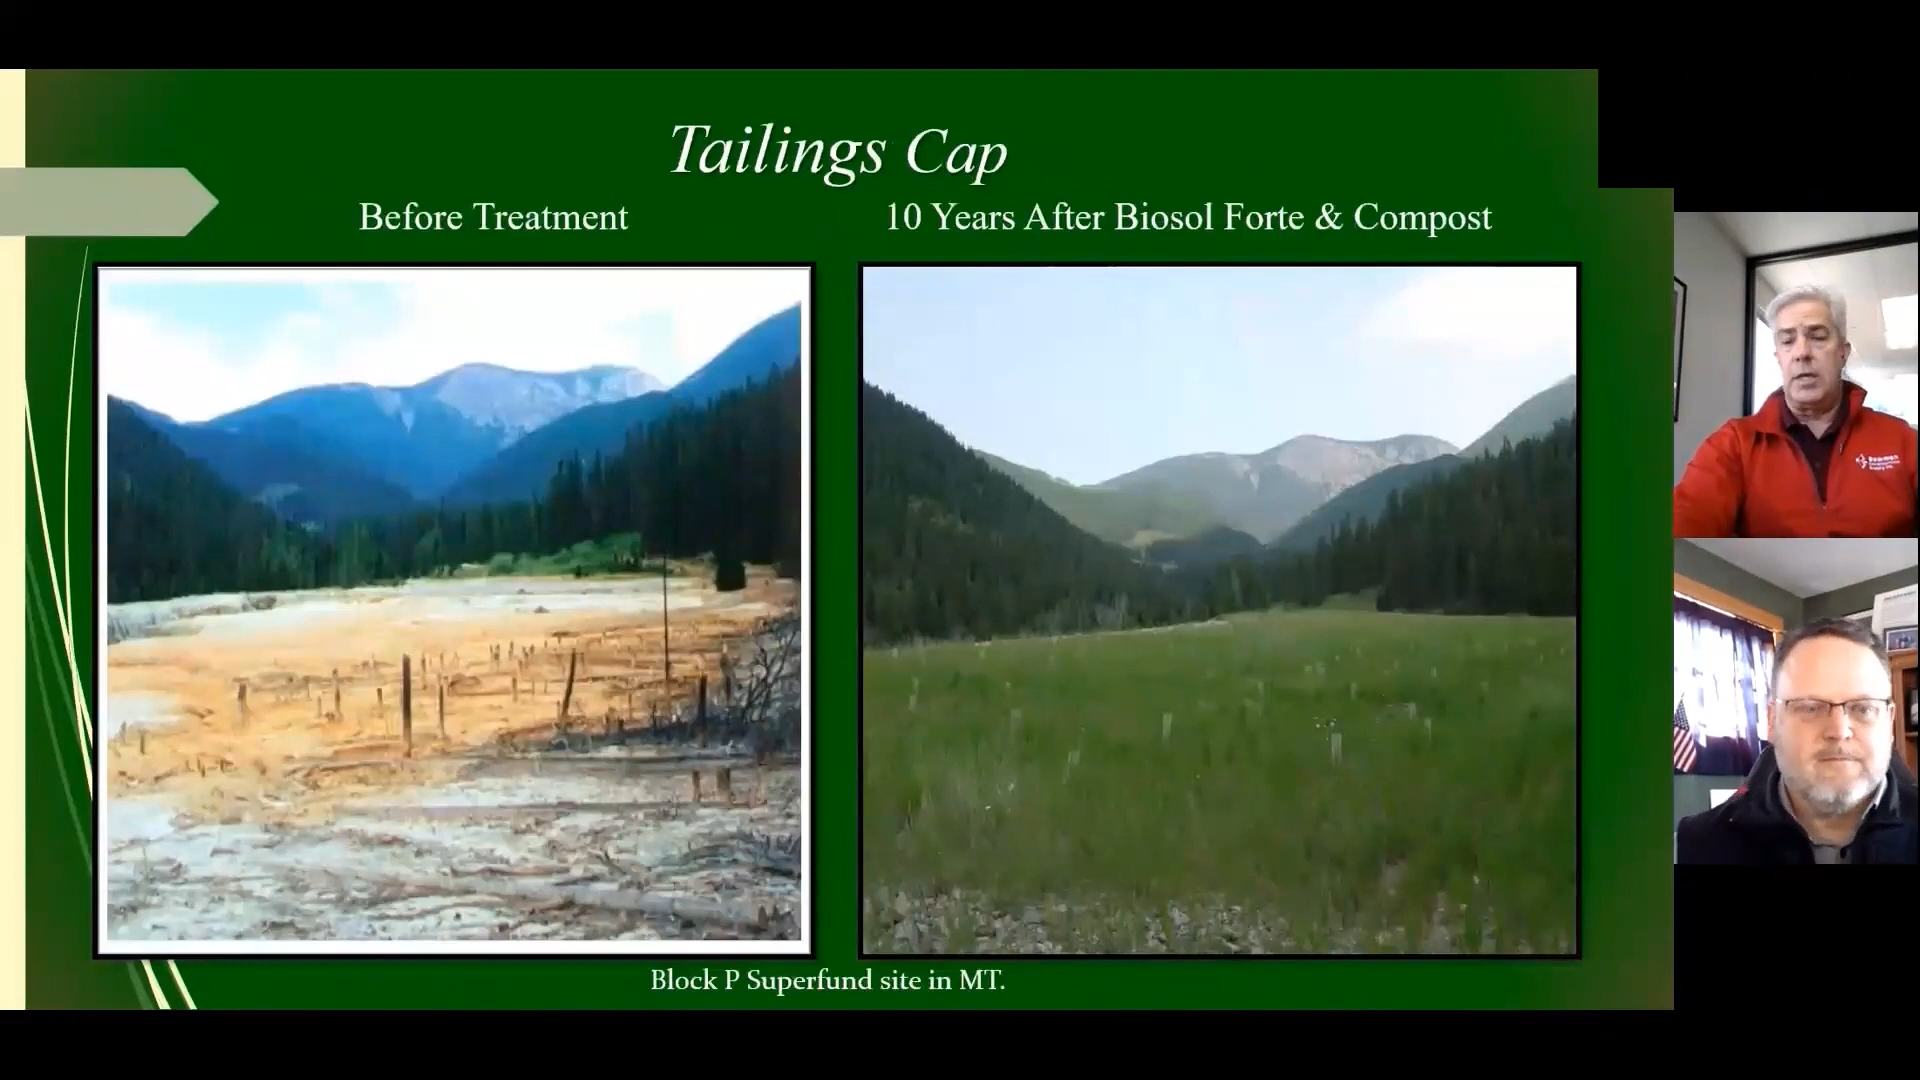 Tailings Cap
Before Treatment
10 Years After Biosol Forte & Compost
Block P Superfund site in MT.